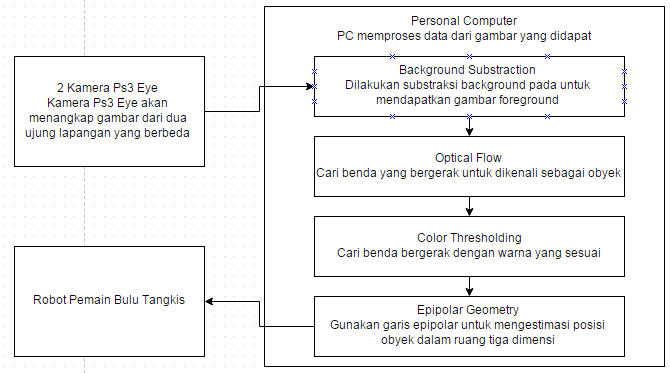 Personal Computer
PC memproses data dari gambar yang didapat
2 Kamera Ps3 Eye
Kamera Ps3 Eye akan
menangkap gambar dari dua
ujung lapangan yang berbeda
Background Substraction
Dilakukan substraksi background pada untuk
mendapatkan gambar foreground
Optical Flow
Cari benda yang bergerak untuk dikenali sebagai obyek
Color Thresholding
Cari benda bergerak dengan warna yang sesuai
Epipolar Geometry
Gunakan garis epipolar untuk mengestimasi posisi
obyek dalam ruang tiga dimensi
Robot Pemain Bulu Tangkis